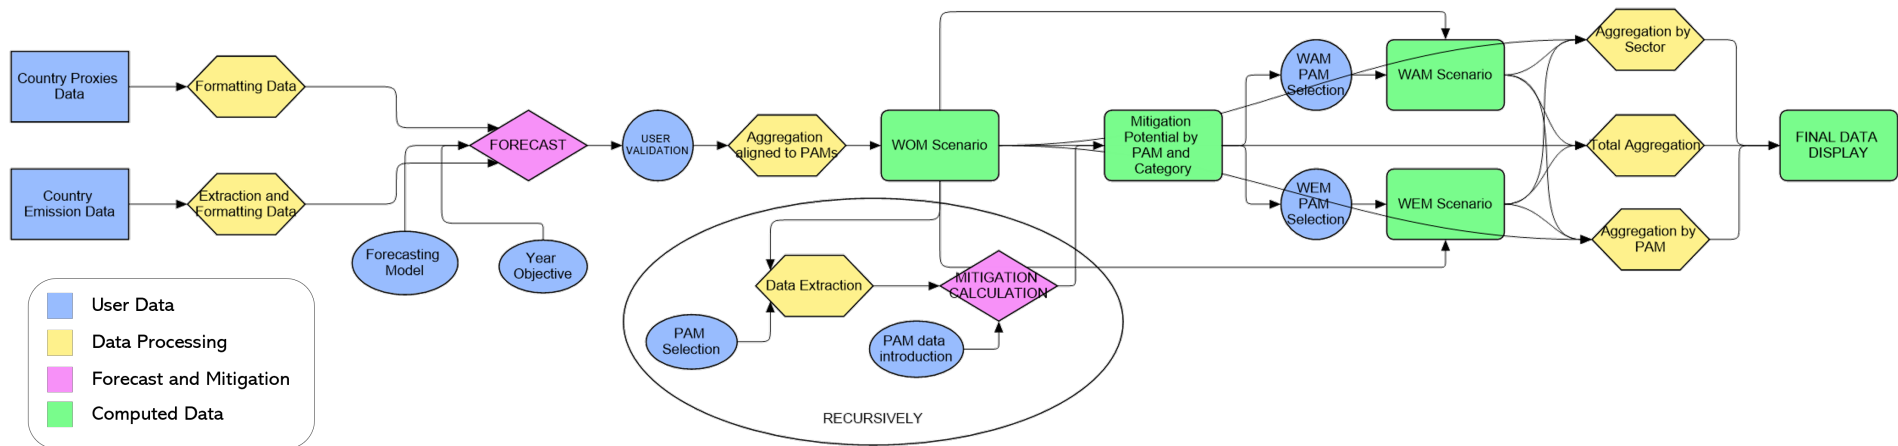 Country Proxies
Data
Formatting Data
Country
Emission Data
Extraction and
Formatting Data
Forecasting
Model
Year
Objective
FORECAST
USER
VALIDATION
Aggregation
aligned to PAMs
WOM Scenario
Mitigation
Potential by
PAM and
Category
WAM
PAM
Selection
WAM Scenario
WEM
PAM
Selection
WEM Scenario
Aggregation by
Sector
Total Aggregation
Aggregation by
PAM
FINAL DATA
DISPLAY
Data Extraction
MITIGATION
CALCULATION
PAM
Selection
PAM data
introduction
RECURSIVELY
User Data
Data Processing
Forecast and Mitigation
Computed Data